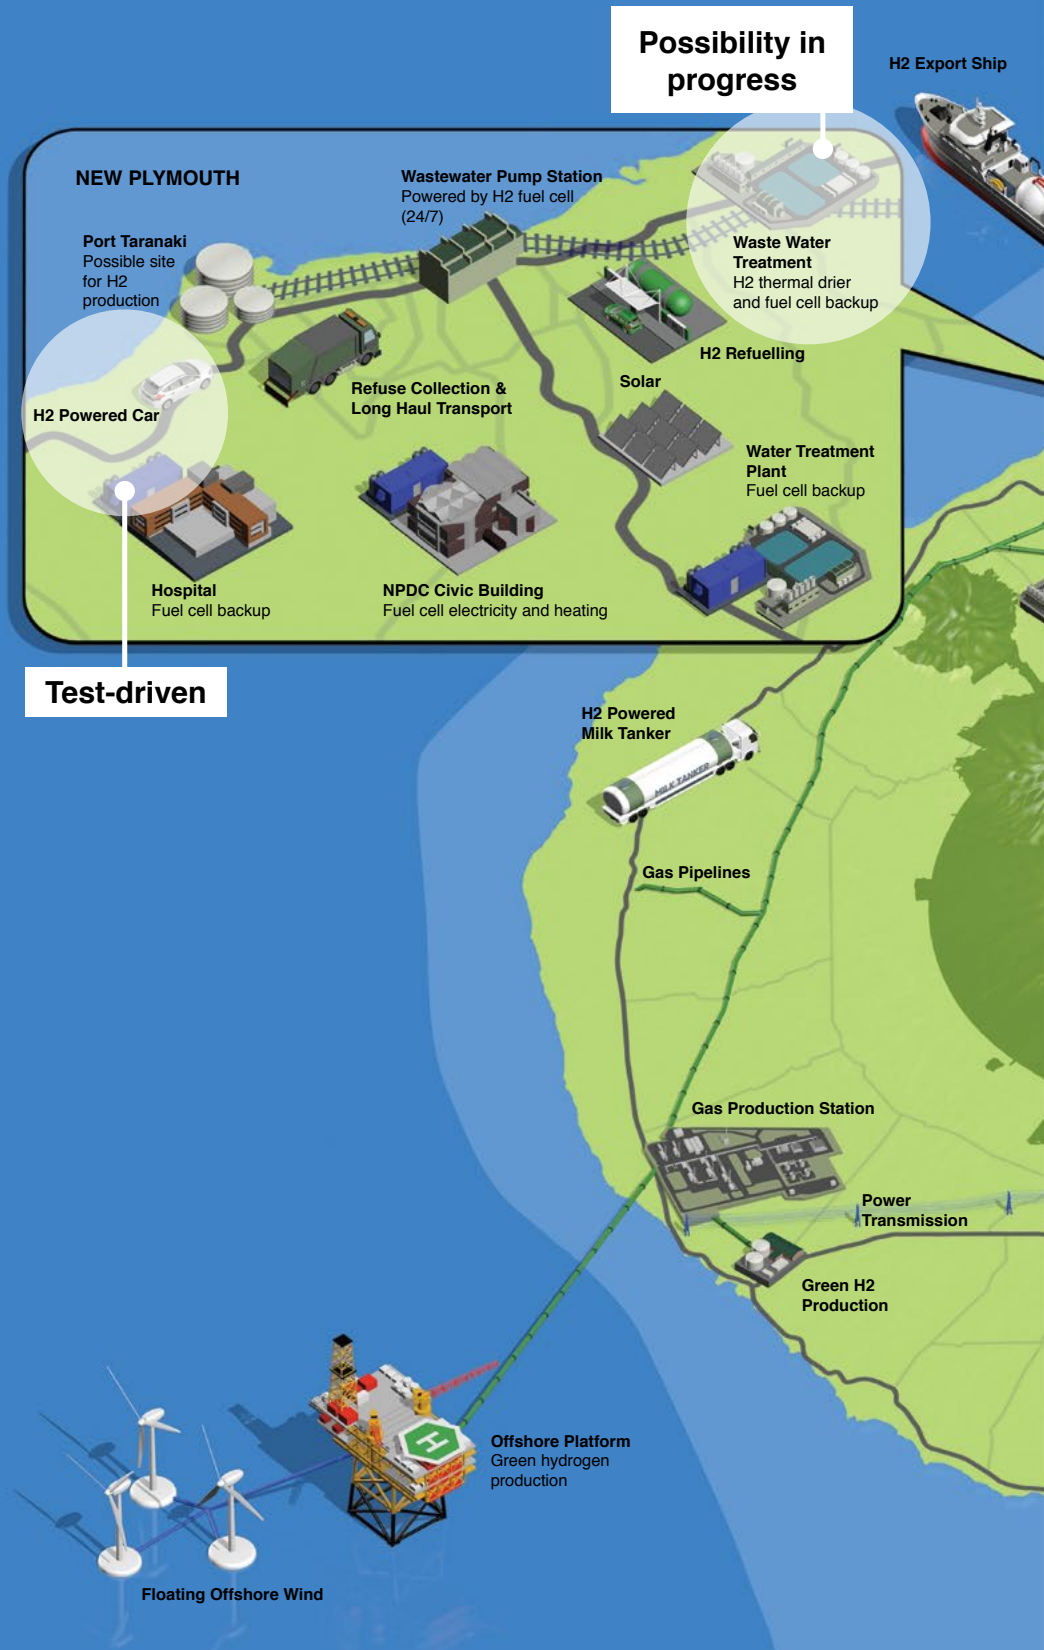 Possibility in
progress
H2 Export Ship
NEW PLYMOUTH
Wastewater Pump Station
Powered by H2 fuel cell
(24/7)
Port Taranaki
Possible site
for H2
production
Waste Water
Treatment
H2 thermal drier
and fuel cell backup
H2 Refuelling
Solar
Refuse Collection &
Long Haul Transport
H2 Powered Car
Water Treatment
Plant
Fuel cell backup
Hospital
Fuel cell backup
NPDC Civic Building
Fuel cell electricity and heating
Test-driven
H2 Powered
Milk Tanker
MILK TANKER
Gas Pipelines
Gas Production Station
Power
Transmission
Green H2
Production
H
Offshore Platform
Green hydrogen
production
Floating Offshore Wind